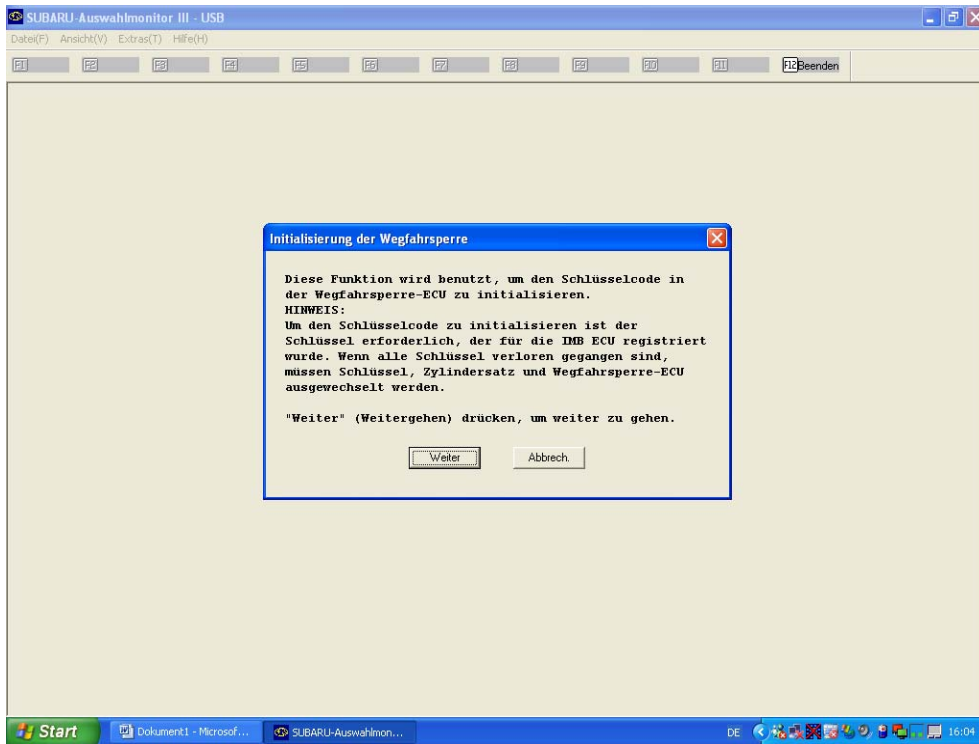 SUBARU-Auswahlmonitor III - USB
Datei(F) Ansicht(V) Extras(T) Hilfe(H)
F1 F2 F3 F4 F5 F6 F7 F8 F9 F10 F11 F12 Beenden
Initialisierung der Wegfahrsperre
Diese Funktion wird benutzt, um den Schlüsselcode in
der Wegfahrsperre-ECU zu initialisieren.
HINWEIS:
Um den Schlüsselcode zu initialisieren ist der
Schlüssel erforderlich, der für die IMB ECU registriert
wurde. Wenn alle Schlüssel verloren gegangen sind,
müssen Schlüssel, Zylindersatz und Wegfahrsperre-ECU
ausgewechselt werden.
"Weiter" (Weitergehen) drücken, um weiter zu gehen.
Weiter Abbrech.
Start Dokument1 - Microsof... SUBARU-Auswahlmon... DE 16:04